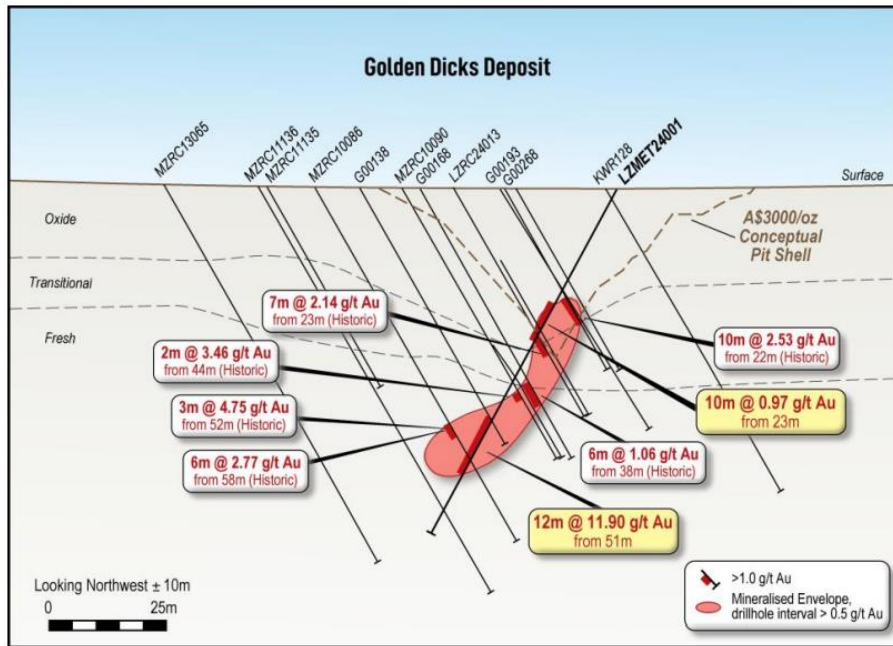 Golden Dicks Deposit
MZRC13065
MZRC11136
MZRC11135
MZRC10086
G00138
MZRC10090
G00168
LZRC24013
G00193
G00268
KWR128
LZMET24001
Surface
Oxide
A$3000/oz
Conceptual
Pit Shell
Transitional
Fresh
7m @ 2.14 g/t Au
from 23m (Historic)
2m @ 3.46 g/t Au
from 44m (Historic)
3m @ 4.75 g/t Au
from 52m (Historic)
6m @ 2.77 g/t Au
from 58m (Historic)
10m @ 2.53 g/t Au
from 22m (Historic)
10m @ 0.97 g/t Au
from 23m
6m @ 1.06 g/t Au
from 38m (Historic)
12m @ 11.90 g/t Au
from 51m
Looking Northwest ± 10m
0 25m
>1.0 g/t Au
Mineralised Envelope,
drillhole interval > 0.5 g/t Au